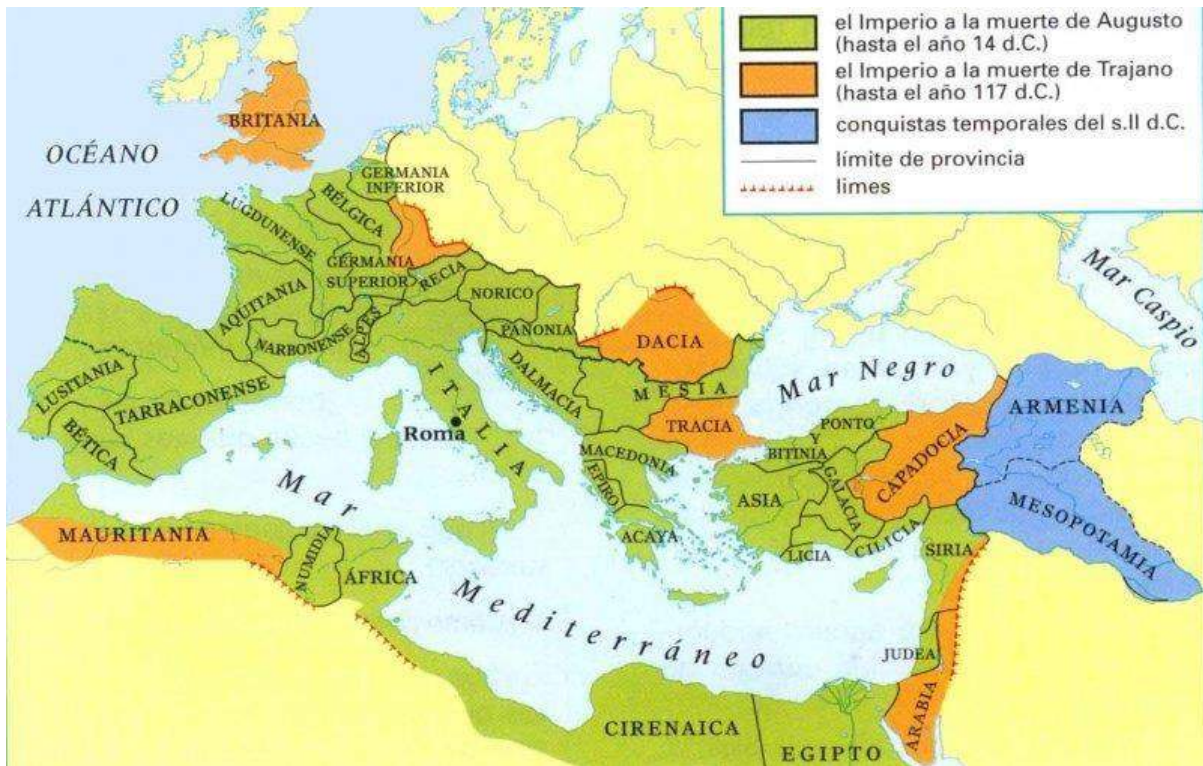 el Imperio a la muerte de Augusto
(hasta el año 14 d.C.)
el Imperio a la muerte de Trajano
(hasta el año 117 d.C.)
conquistas temporales del s.II d.C.
límite de provincia
limes
BRITANIA
OCÉANO
ATLÁNTICO
GERMANIA
INFERIOR
BÉLGICA
LUGDUNENSE
GERMANIA
SUPERIOR
RECIA
NORICO
AQUITANIA
NARBONENSE
ALPES
PANONIA
DACIA
Mar Caspio
DALMACIA
MESIA
Mar Negro
ARMENIA
LUSITANIA
TARRACONENSE
BÉTICA
ITALIA
Roma
TRACIA
PONTO
Y
BITINIA
CAPADOCIA
MACEDONIA
EPIRO
ASIA
GALACIA
MESOPOTAMIA
ACAYA
LICIA
CILICIA
SIRIA
MAURITANIA
NUMIDIA
ÁFRICA
Mar
Mediterráneo
JUDEA
ARABIA
CIRENAICA
EGIPTO